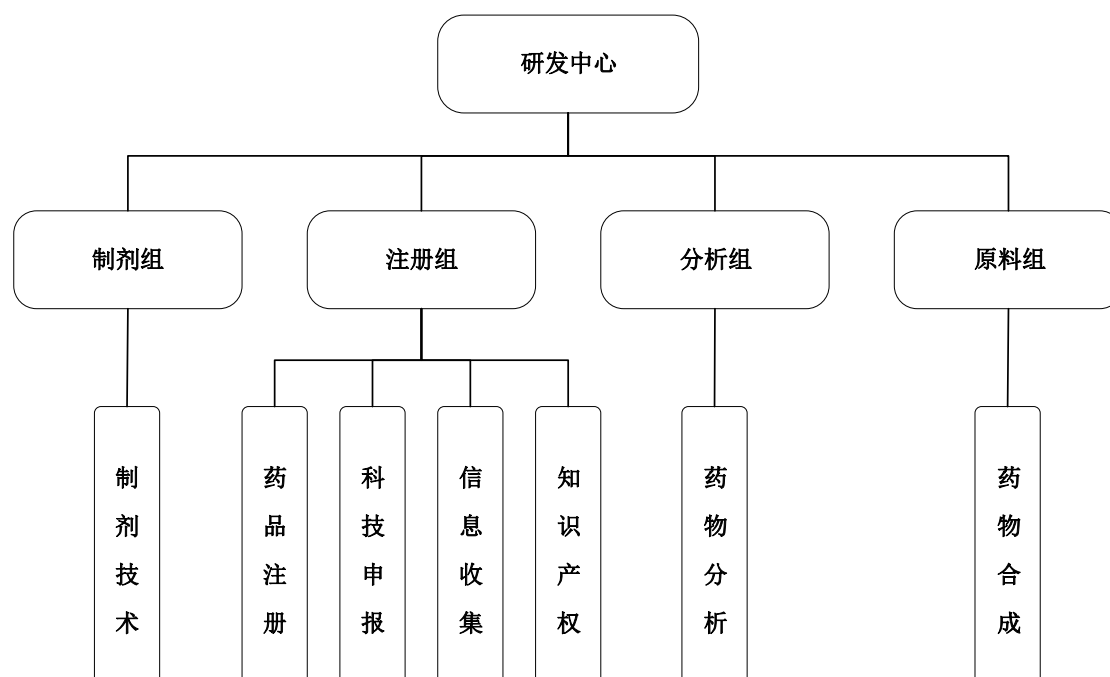 研发中心
制剂组
注册组
分析组
原料组
制剂技术
药品注册
科技申报
信息收集
知识产权
药物分析
药物合成